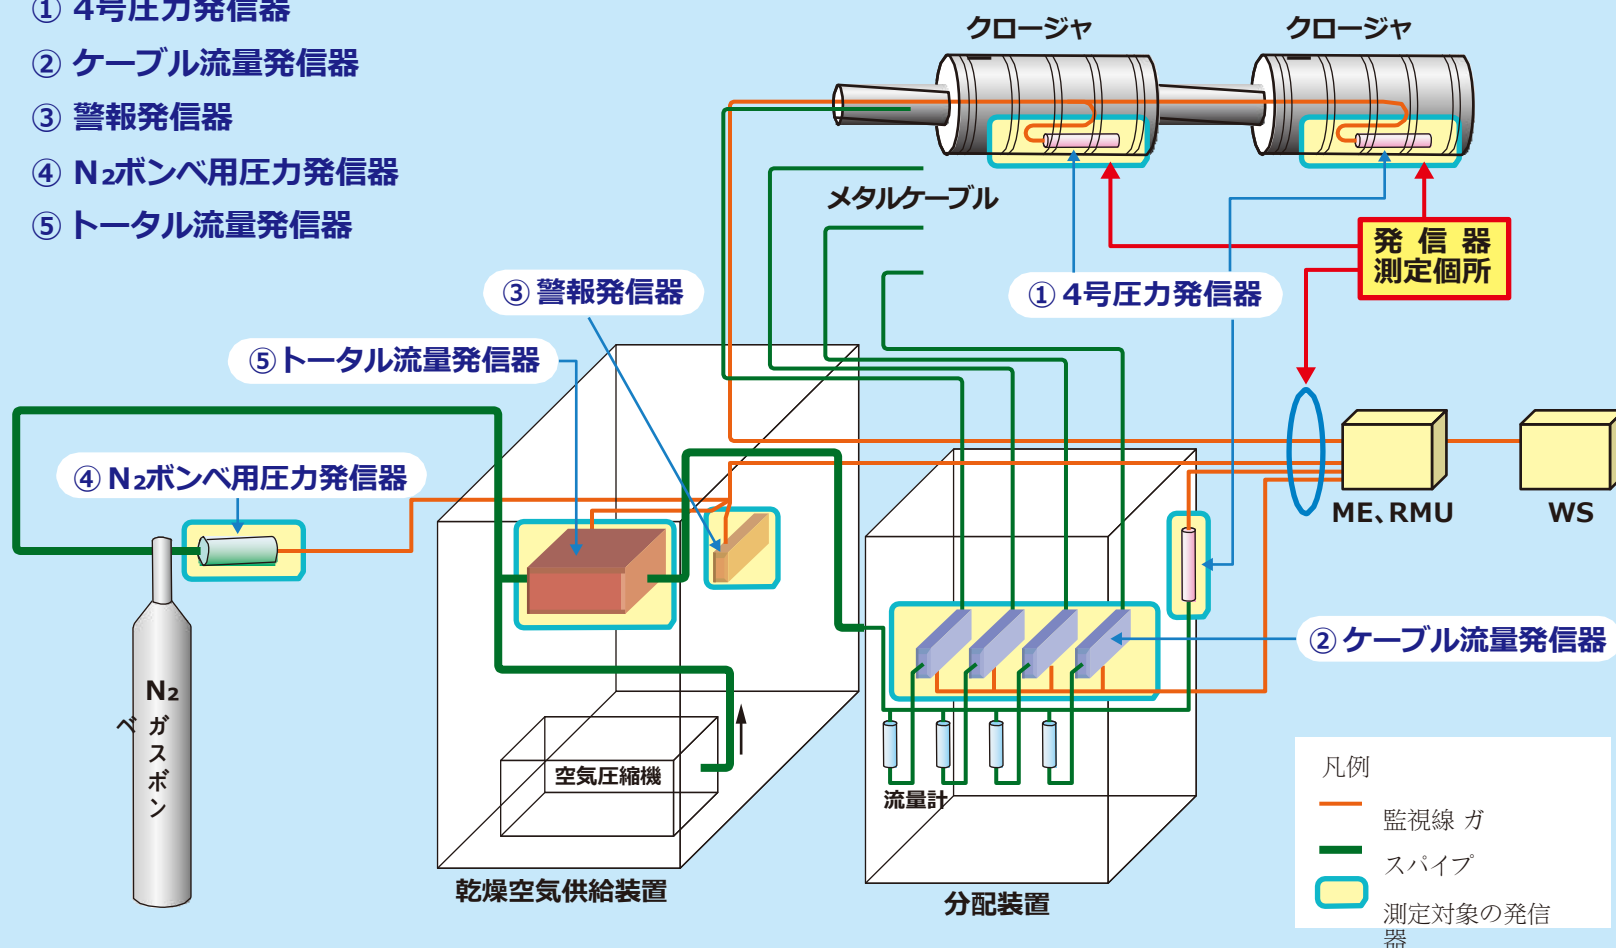 ① 4号圧力発信器
② ケーブル流量発信器
③ 警報発信器
④ N₂ボンベ用圧力発信器
⑤ トータル流量発信器
クロージャ
クロージャ
メタルケーブル
発信器
測定個所
③ 警報発信器
① 4号圧力発信器
⑤ トータル流量発信器
④ N₂ボンベ用圧力発信器
ME、RMU
WS
② ケーブル流量発信器
N₂
ガスボン
ベ
空気圧縮機
流量計
乾燥空気供給装置
分配装置
凡例
監視線 ガ
スパイプ
測定対象の発信
器